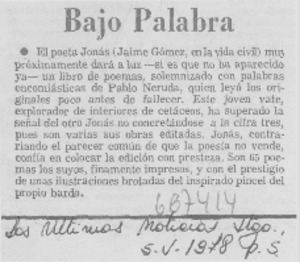 Bajo Palabra
● El poeta Jonás (Jaime Gómez, en la vida civil) muy
próximamente dará a luz —si es que no ha aparecido
ya— un libro de poemas, solemnizado con palabras
encomiásticas de Pablo Neruda, quien leyó los ori-
ginales poco antes de fallecer. Este joven vate,
explorador de interiores de cetáceos, ha superado la
señal del otro Jonás no concretándose a la cifra tres,
pues son varias sus obras editadas. Jonás, contra-
riando el parecer común de que la poesía no vende,
confía en colocar la edición con presteza. Son 65 poe-
mas los suyos, finamente impresos, y con el prestigio
de unas ilustraciones brotadas del inspirado pincel del
propio bardo.
687414
Las Ultimas Noticias, Stgo.,
5-V-1978 p.5